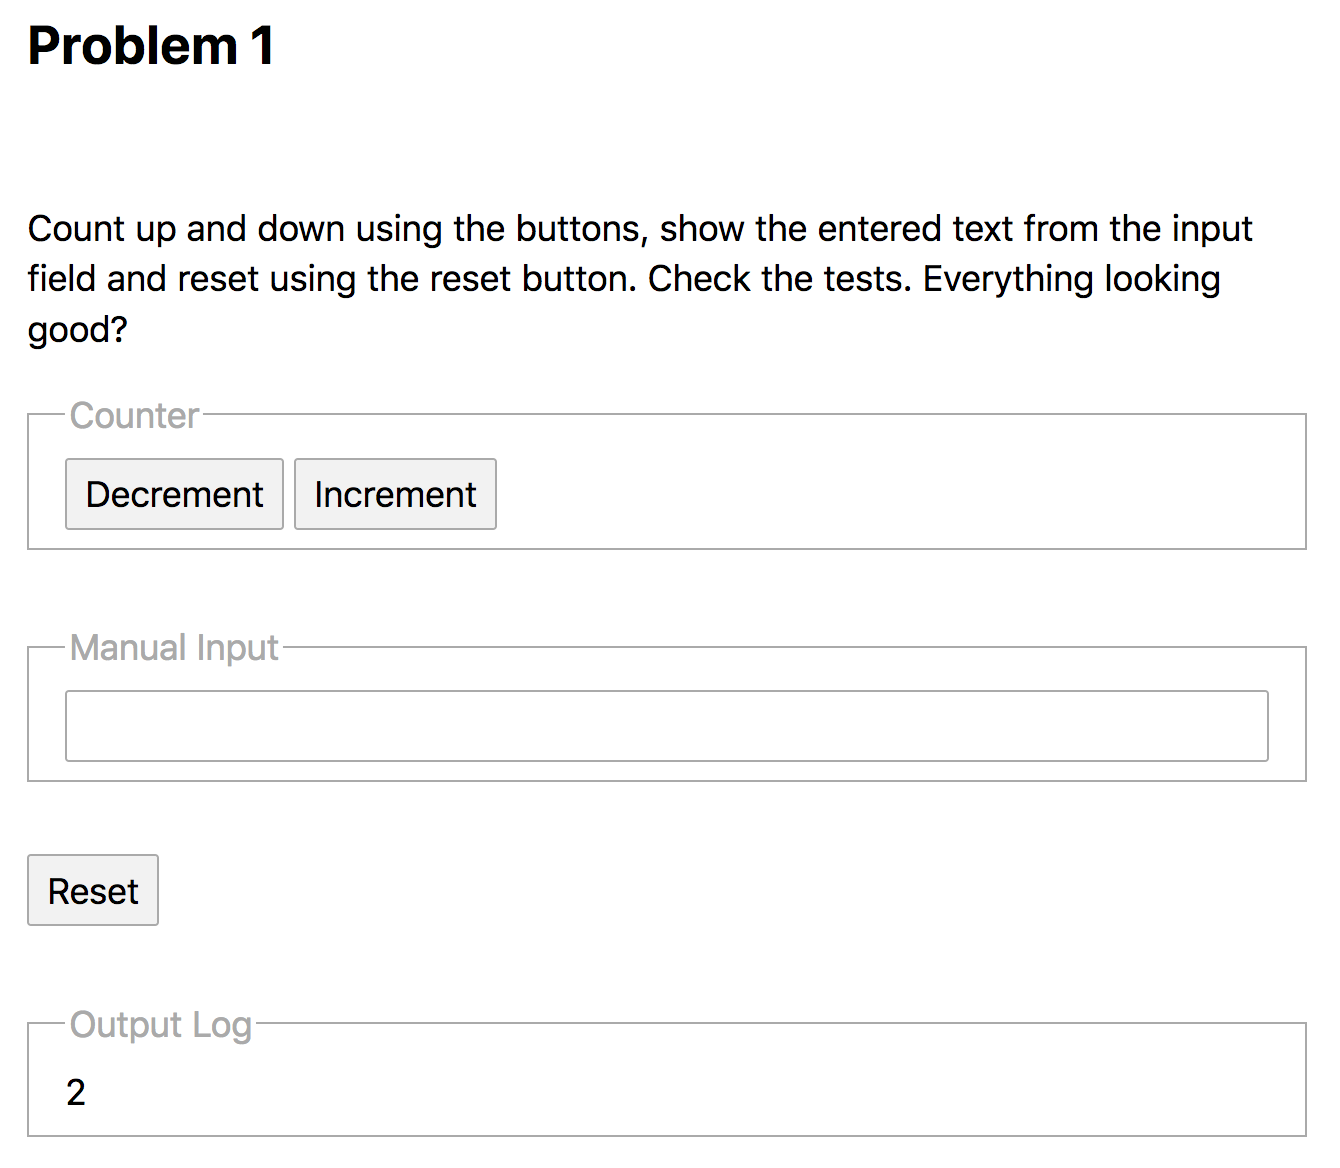 Problem 1
Count up and down using the buttons, show the entered text from the input
field and reset using the reset button. Check the tests. Everything looking
good?
Counter
Decrement Increment
Manual Input
Reset
Output Log
2